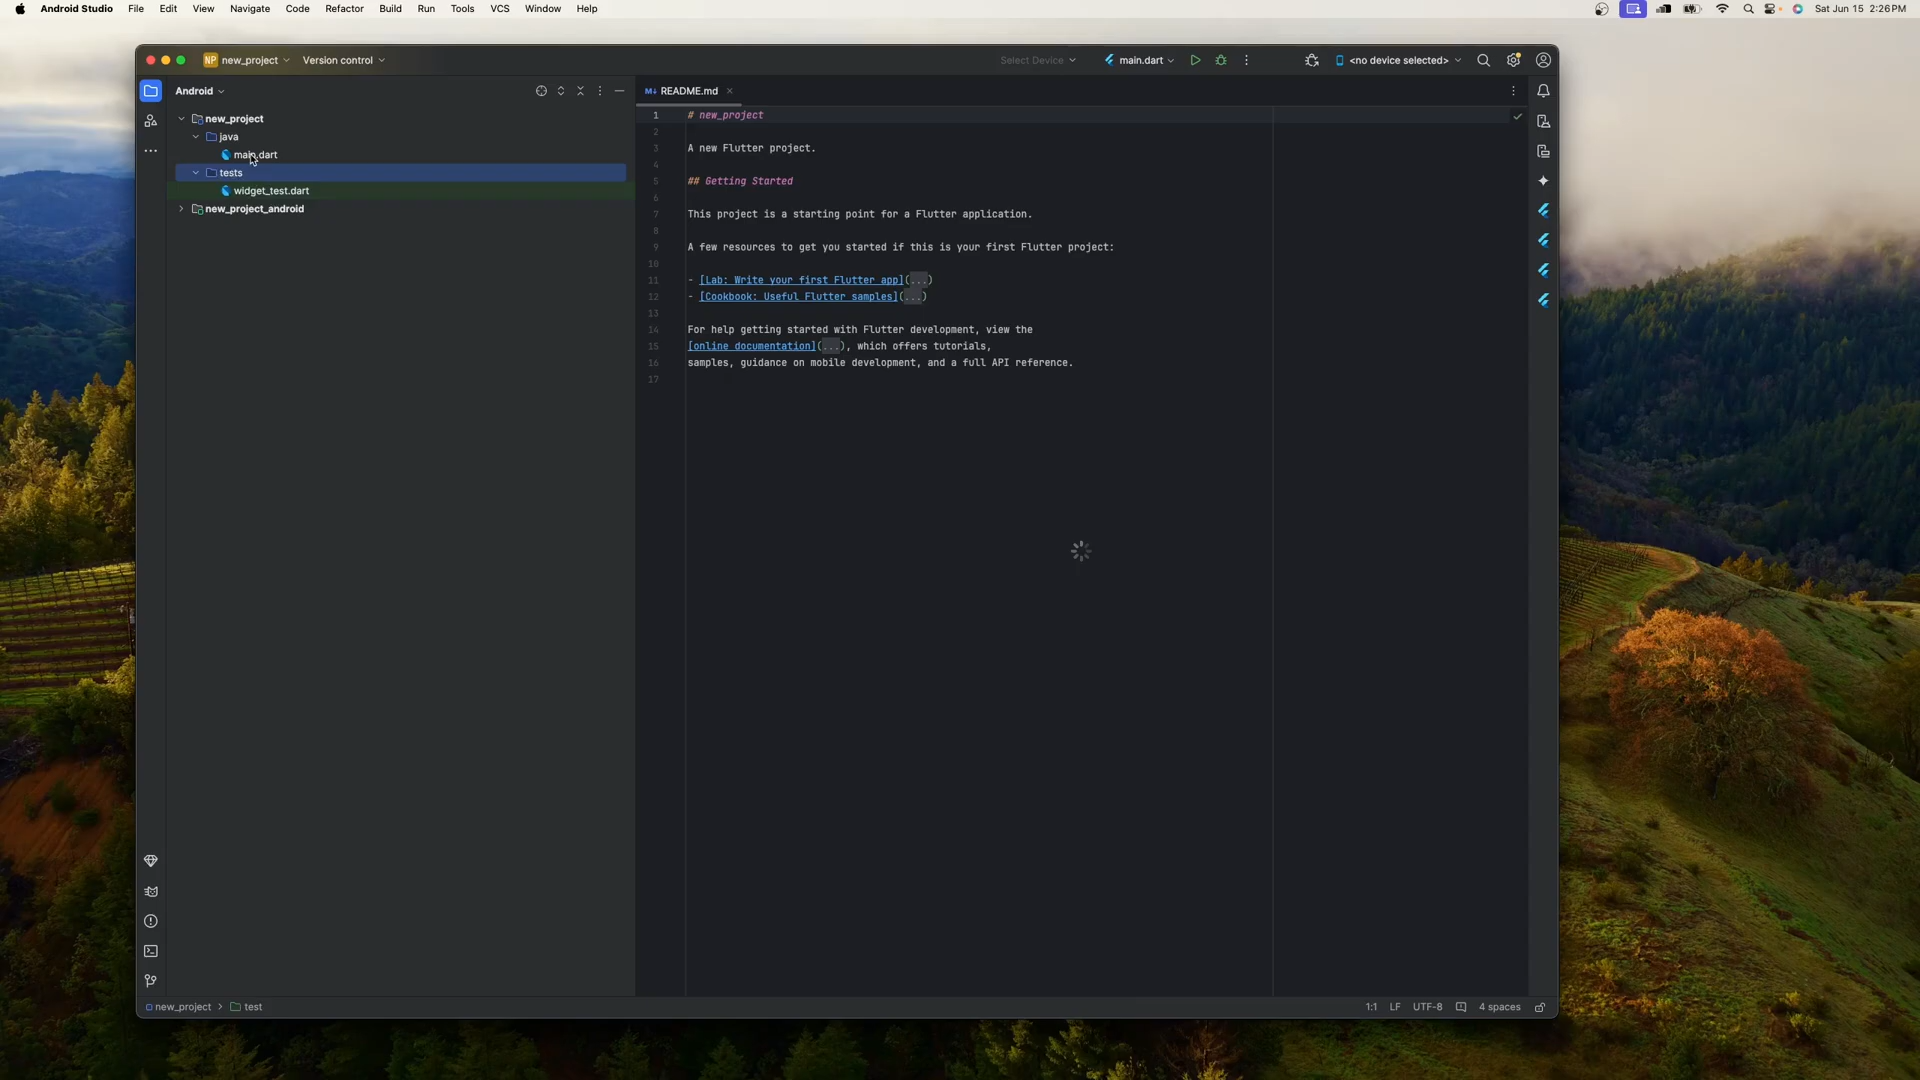 Android Studio File Edit View Navigate Code Refactor Build Run Tools VCS Window Help Sat Jun 15 2:26 PM
NP new_project Version control Select Device main.dart <no device selected>
Android M↓ README.md
new_project
java
main.dart
tests
widget_test.dart
new_project_android
1 # new_project
2
3 A new Flutter project.
4
5 ## Getting Started
6
7 This project is a starting point for a Flutter application.
8
9 A few resources to get you started if this is your first Flutter project:
10
11 - [Lab: Write your first Flutter app](...)
12 - [Cookbook: Useful Flutter samples](...)
13
14 For help getting started with Flutter development, view the
15 [online documentation](...), which offers tutorials,
16 samples, guidance on mobile development, and a full API reference.
17
new_project > test 1:1 LF UTF-8 4 spaces